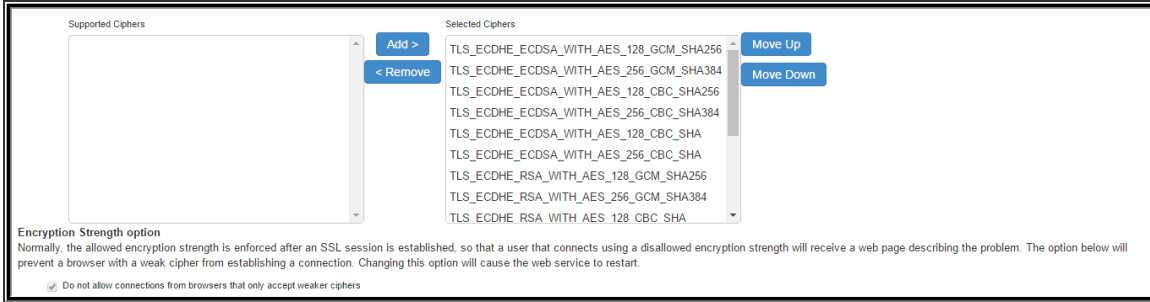 Supported Ciphers
Selected Ciphers
Add >
< Remove
TLS_ECDHE_ECDSA_WITH_AES_128_GCM_SHA256
TLS_ECDHE_ECDSA_WITH_AES_256_GCM_SHA384
TLS_ECDHE_ECDSA_WITH_AES_128_CBC_SHA256
TLS_ECDHE_ECDSA_WITH_AES_256_CBC_SHA384
TLS_ECDHE_ECDSA_WITH_AES_128_CBC_SHA
TLS_ECDHE_ECDSA_WITH_AES_256_CBC_SHA
TLS_ECDHE_RSA_WITH_AES_128_GCM_SHA256
TLS_ECDHE_RSA_WITH_AES_256_GCM_SHA384
TLS_ECDHE_RSA_WITH_AES_128_CBC_SHA
Move Up
Move Down
Encryption Strength option
Normally, the allowed encryption strength is enforced after an SSL session is established, so that a user that connects using a disallowed encryption strength will receive a web page describing the problem. The option below will
prevent a browser with a weak cipher from establishing a connection. Changing this option will cause the web service to restart.
Do not allow connections from browsers that only accept weaker ciphers